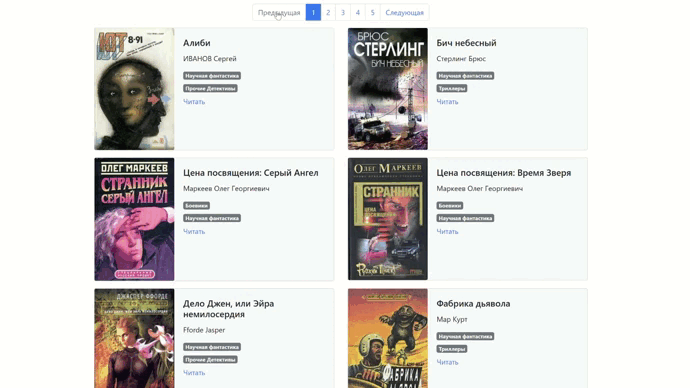 Предыдущая 1 2 3 4 5 Следующая
ЮТ 8-91
Алиби
ИВАНОВ Сергей
Научная фантастика
Прочие Детективы
Читать
БРЮС
СТЕРЛИНГ
БИЧ НЕБЕСНЫЙ
Бич небесный
Стерлинг Брюс
Научная фантастика
Триллеры
Читать
ОЛЕГ МАРКЕЕВ
СТРАННИК
СЕРЫЙ АНГЕЛ
Цена посвящения: Серый Ангел
Маркеев Олег Георгиевич
Боевики
Научная фантастика
Читать
ОЛЕГ МАРКЕЕВ
СТРАННИК
ЦЕНА
ПОСВЯЩЕНИЯ
Цена посвящения: Время Зверя
Маркеев Олег Георгиевич
Боевики
Научная фантастика
Читать
ДЖАСПЕР ФФОРДЕ
Дело Джен, или Эйра
немилосердия
Fforde Jasper
Научная фантастика
Прочие Детективы
Читать
ФАБРИКА
Фабрика дьявола
Мар Курт
Научная фантастика
Триллеры
Читать